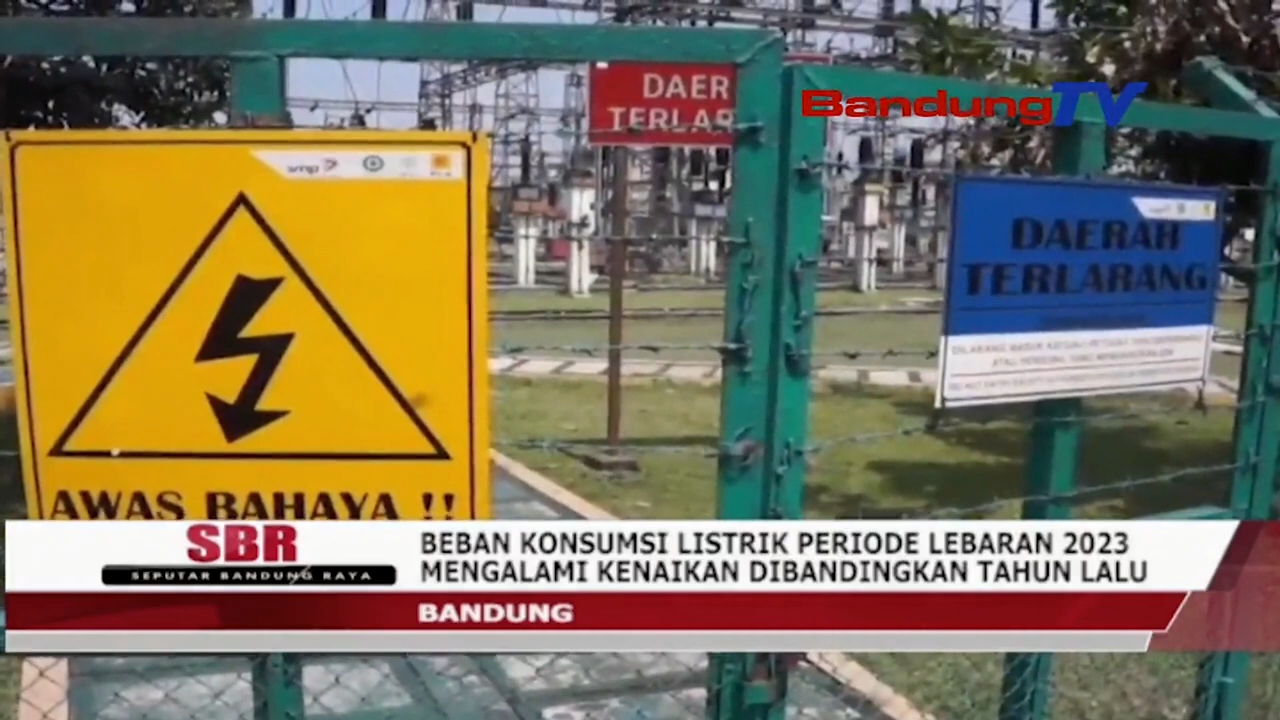 DAER
TERLAR
BandungTV
smp
DAERAH
TERLARANG
AWAS BAHAYA !!
SBR
SEPUTAR BANDUNG RAYA
BEBAN KONSUMSI LISTRIK PERIODE LEBARAN 2023
MENGALAMI KENAIKAN DIBANDINGKAN TAHUN LALU
BANDUNG